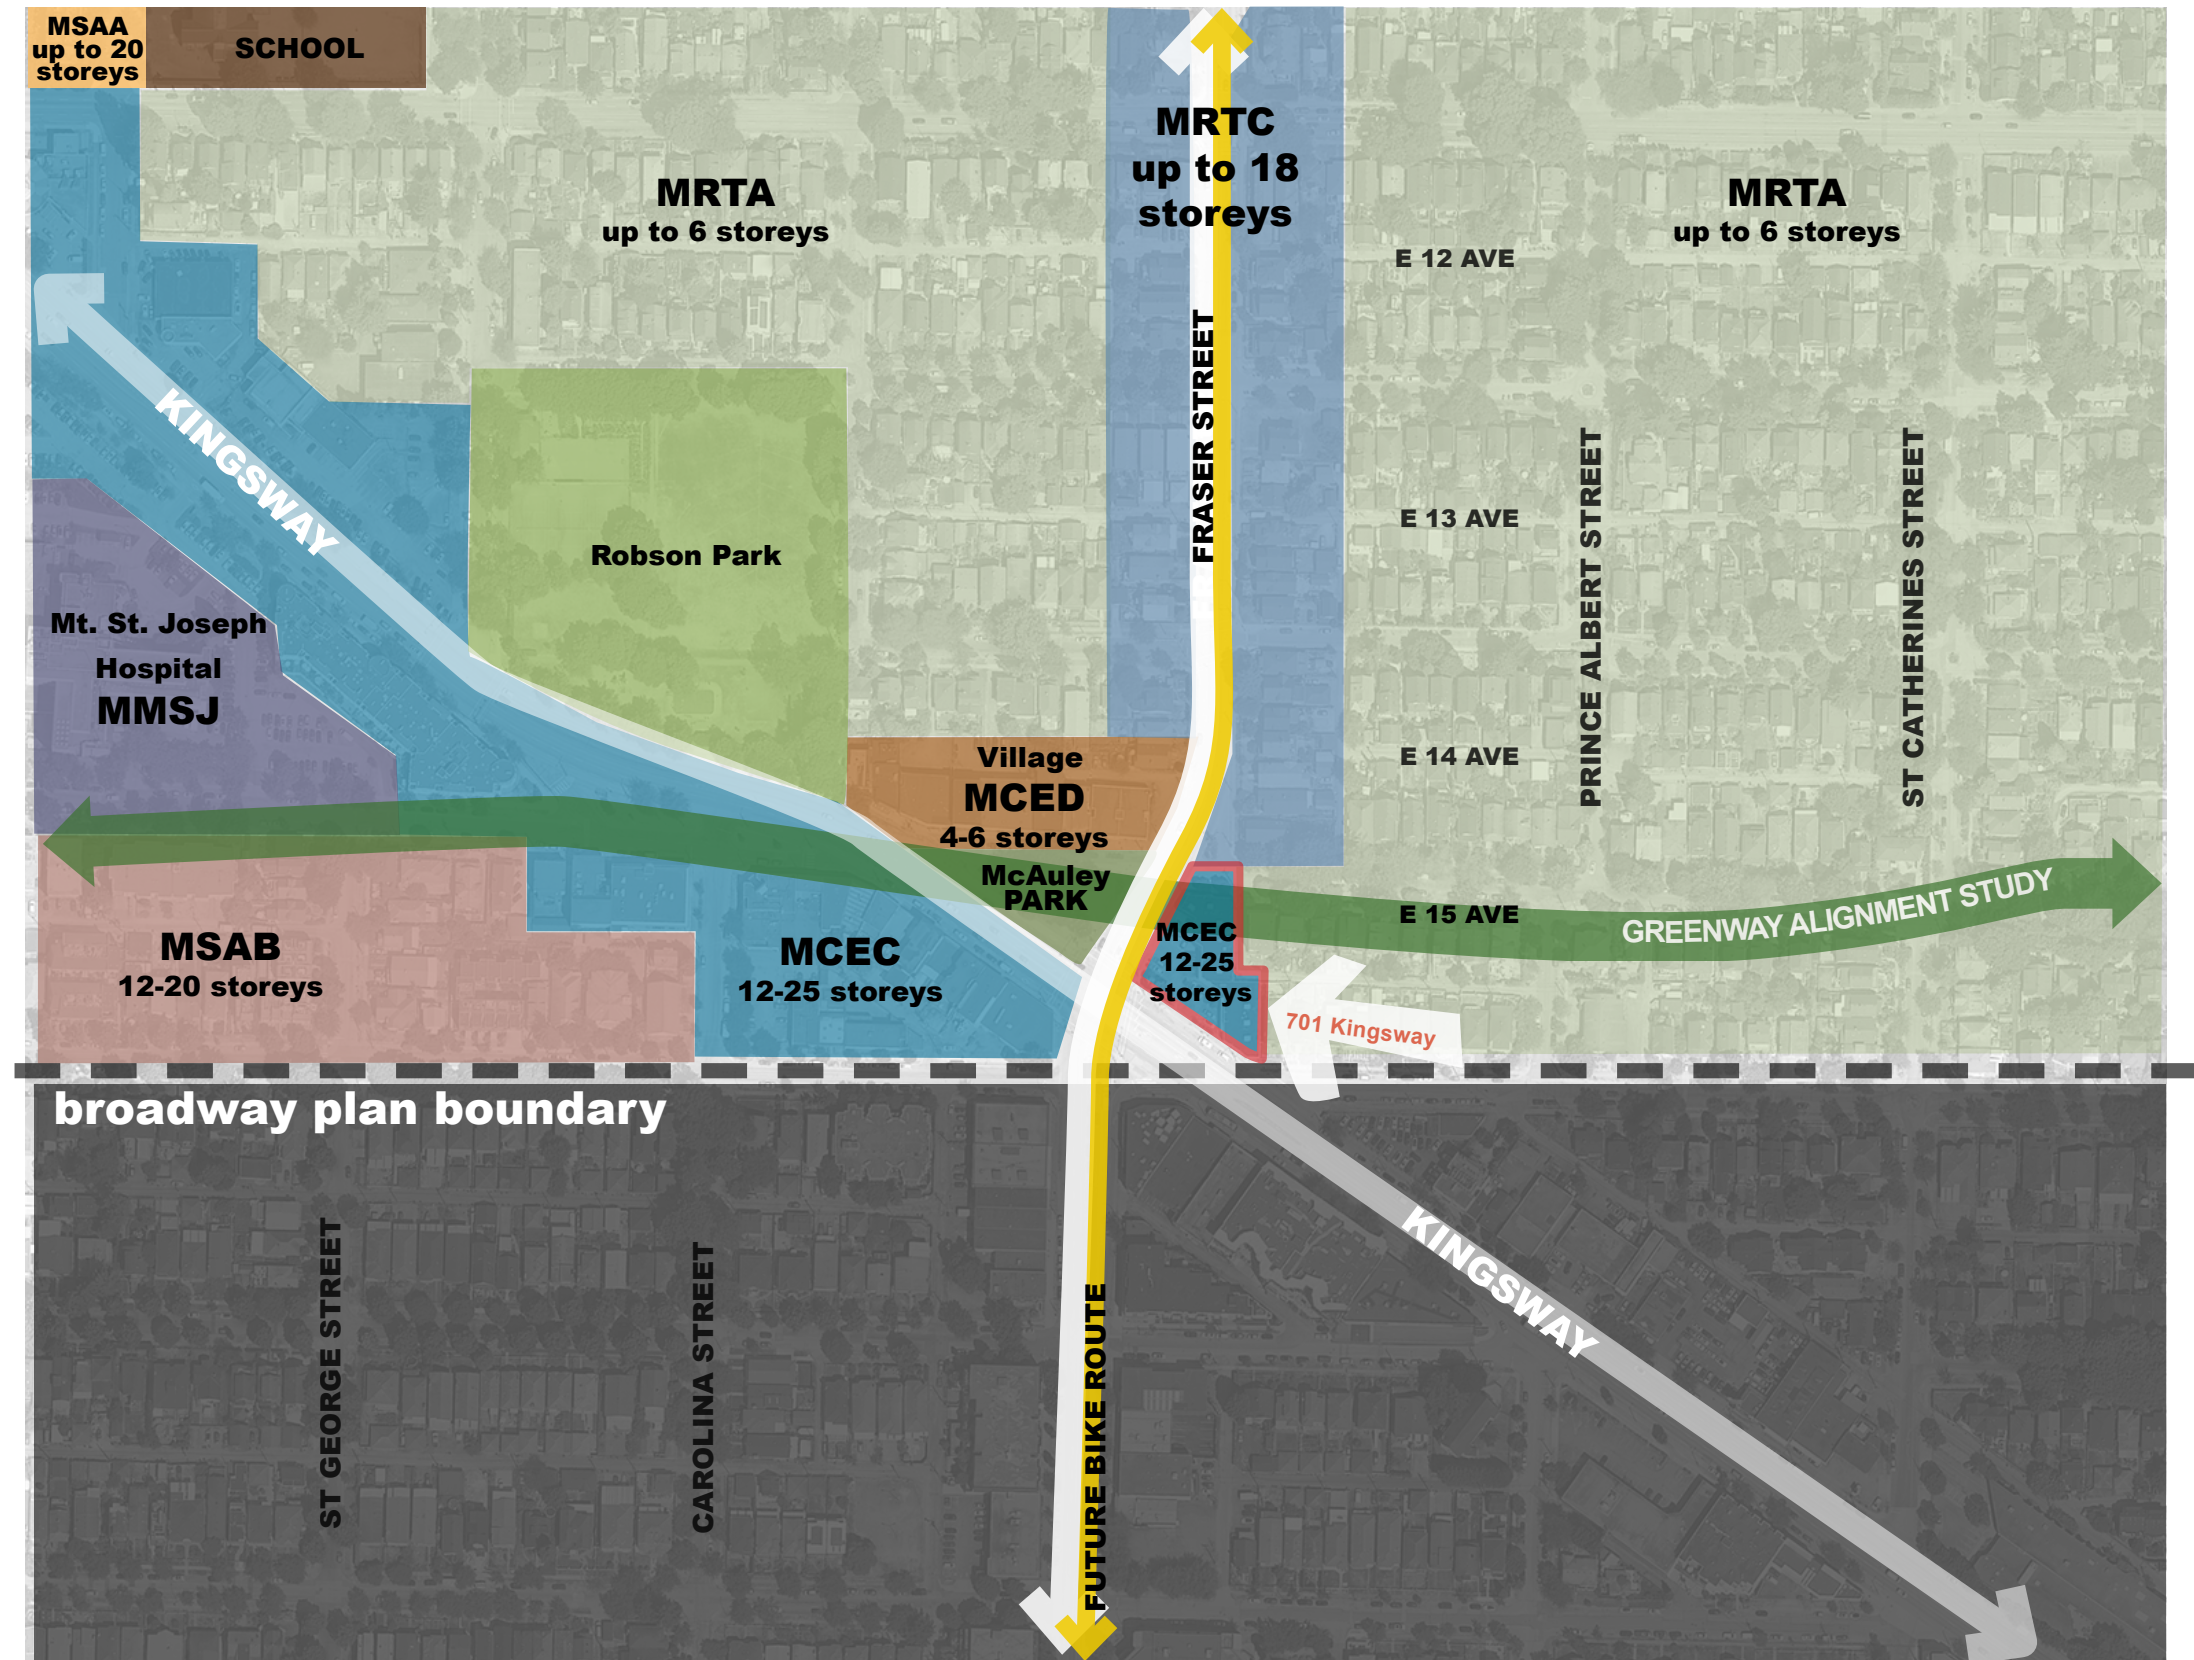 MSAA
up to 20
storeys
SCHOOL
MRTC
up to 18
storeys
MRTA
up to 6 storeys
MRTA
up to 6 storeys
E 12 AVE
FRASER STREET
KINGSWAY
E 13 AVE
PRINCE ALBERT STREET
ST CATHERINES STREET
Robson Park
Mt. St. Joseph
Hospital
MMSJ
Village
MCED
4-6 storeys
E 14 AVE
McAuley
PARK
E 15 AVE
GREENWAY ALIGNMENT STUDY
MSAB
12-20 storeys
MCEC
12-25 storeys
MCEC
12-25
storeys
701 Kingsway
broadway plan boundary
ST GEORGE STREET
CAROLINA STREET
FUTURE BIKE ROUTE
KINGSWAY